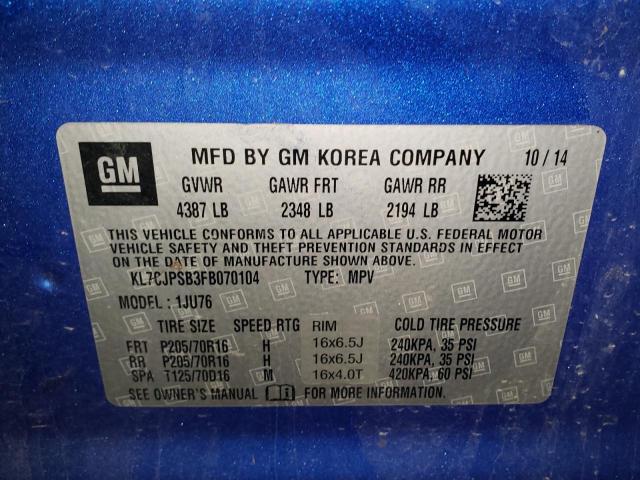 GM MFD BY GM KOREA COMPANY 10 / 14
GVWR GAWR FRT GAWR RR
4387 LB 2348 LB 2194 LB
THIS VEHICLE CONFORMS TO ALL APPLICABLE U.S. FEDERAL MOTOR
VEHICLE SAFETY AND THEFT PREVENTION STANDARDS IN EFFECT
ON THE DATE OF MANUFACTURE SHOWN ABOVE.
KL7CJPSB3FB070104 TYPE: MPV
MODEL: 1JU76
TIRE SIZE SPEED RTG RIM COLD TIRE PRESSURE
FRT P205/70R16 H 16x6.5J 240KPA, 35 PSI
RR P205/70R16 H 16x6.5J 240KPA, 35 PSI
SPA T125/70D16 M 16x4.0T 420KPA, 60 PSI
SEE OWNER'S MANUAL FOR MORE INFORMATION